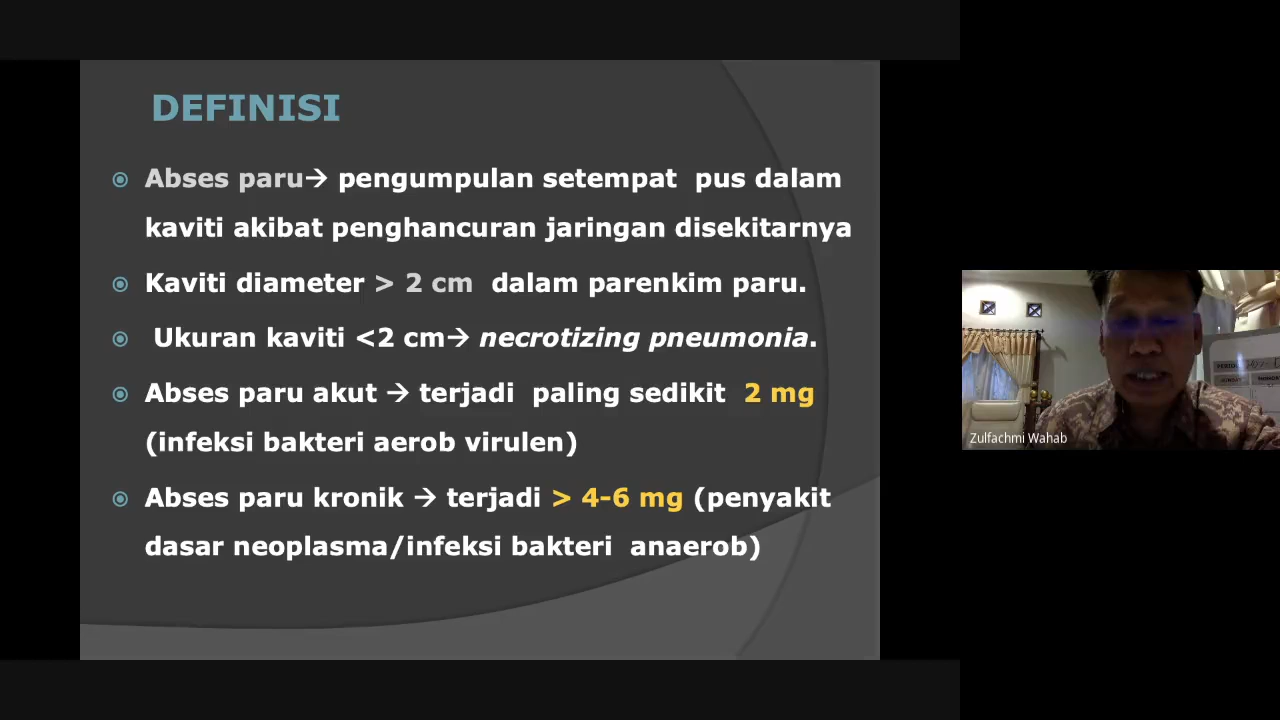 DEFINISI
Abses paru→ pengumpulan setempat pus dalam
kaviti akibat penghancuran jaringan disekitarnya
Kaviti diameter > 2 cm dalam parenkim paru.
Ukuran kaviti <2 cm→ necrotizing pneumonia.
Abses paru akut → terjadi paling sedikit 2 mg
(infeksi bakteri aerob virulen)
Abses paru kronik → terjadi > 4-6 mg (penyakit
dasar neoplasma/infeksi bakteri anaerob)
Zulfachmi Wahab